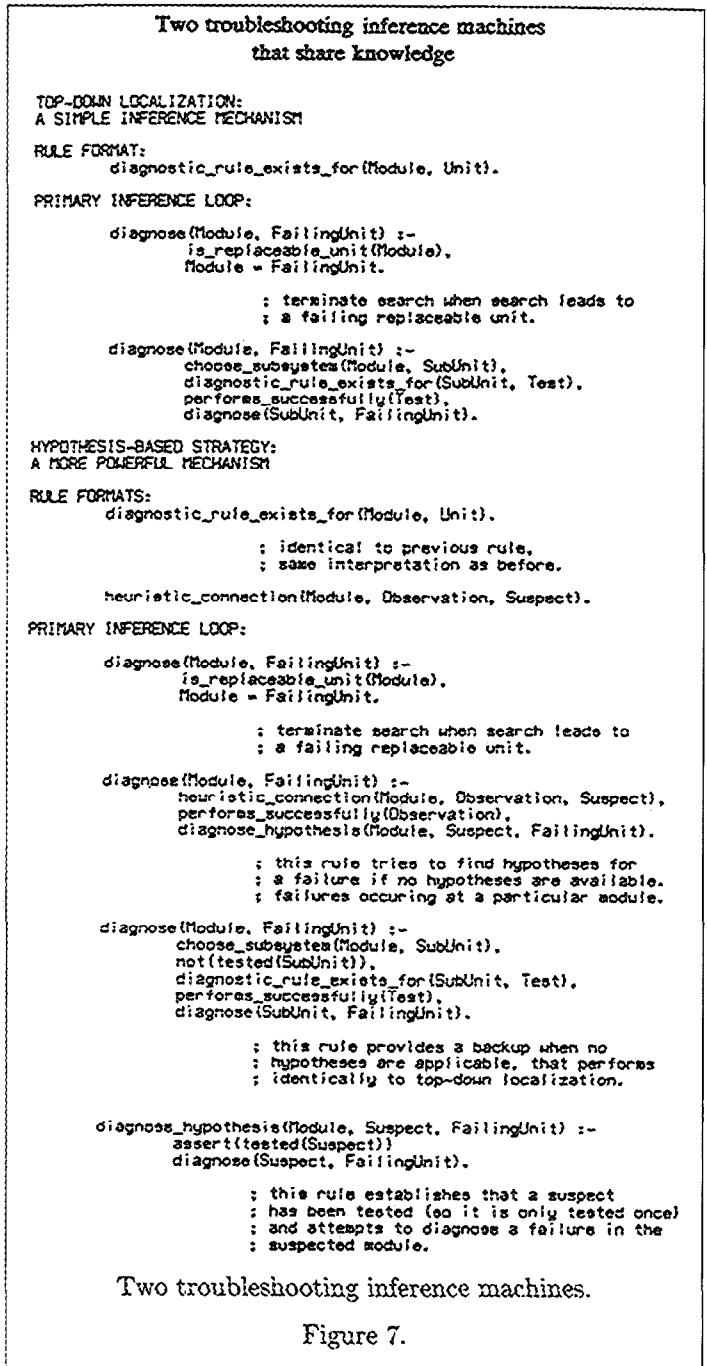 Two troubleshooting inference machines
that share knowledge
TOP-DOWN LOCALIZATION:
A SIMPLE INFERENCE MECHANISM
RULE FORMAT:
diagnostic_rule_exists_for(Module, Unit).
PRIMARY INFERENCE LOOP:
diagnose(Module, FailingUnit) :-
is_replaceable_unit(Module),
Module = FailingUnit.
; terminate search when search leads to
; a failing replaceable unit.
diagnose(Module, FailingUnit) :-
choose_subsystem(Module, SubUnit),
diagnostic_rule_exists_for(SubUnit, Test),
performs_successfully(Test),
diagnose(SubUnit, FailingUnit).
HYPOTHESIS-BASED STRATEGY:
A MORE POWERFUL MECHANISM
RULE FORMATS:
diagnostic_rule_exists_for(Module, Unit).
; identical to previous rule,
; same interpretation as before.
heuristic_connection(Module, Observation, Suspect).
PRIMARY INFERENCE LOOP:
diagnose(Module, FailingUnit) :-
is_replaceable_unit(Module),
Module = FailingUnit.
; terminate search when search leads to
; a failing replaceable unit.
diagnose(Module, FailingUnit) :-
heuristic_connection(Module, Observation, Suspect),
performs_successfully(Observation),
diagnose_hypothesis(Module, Suspect, FailingUnit).
; this rule tries to find hypotheses for
; a failure if no hypotheses are available.
; failures occuring at a particular module.
diagnose(Module, FailingUnit) :-
choose_subsystem(Module, SubUnit),
not(tested(SubUnit)),
diagnostic_rule_exists_for(SubUnit, Test),
performs_successfully(Test),
diagnose(SubUnit, FailingUnit).
; this rule provides a backup when no
; hypotheses are applicable, that performs
; identically to top-down localization.
diagnose_hypothesis(Module, Suspect, FailingUnit) :-
assert(tested(Suspect))
diagnose(Suspect, FailingUnit).
; this rule establishes that a suspect
; has been tested (so it is only tested once)
; and attempts to diagnose a failure in the
; suspected module.
Two troubleshooting inference machines.
Figure 7.